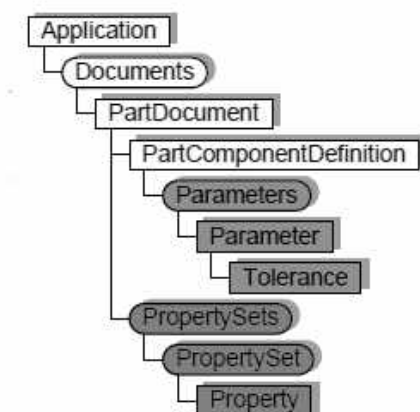 Application
Documents
PartDocument
PartComponentDefinition
Parameters
Parameter
Tolerance
PropertySets
PropertySet
Property